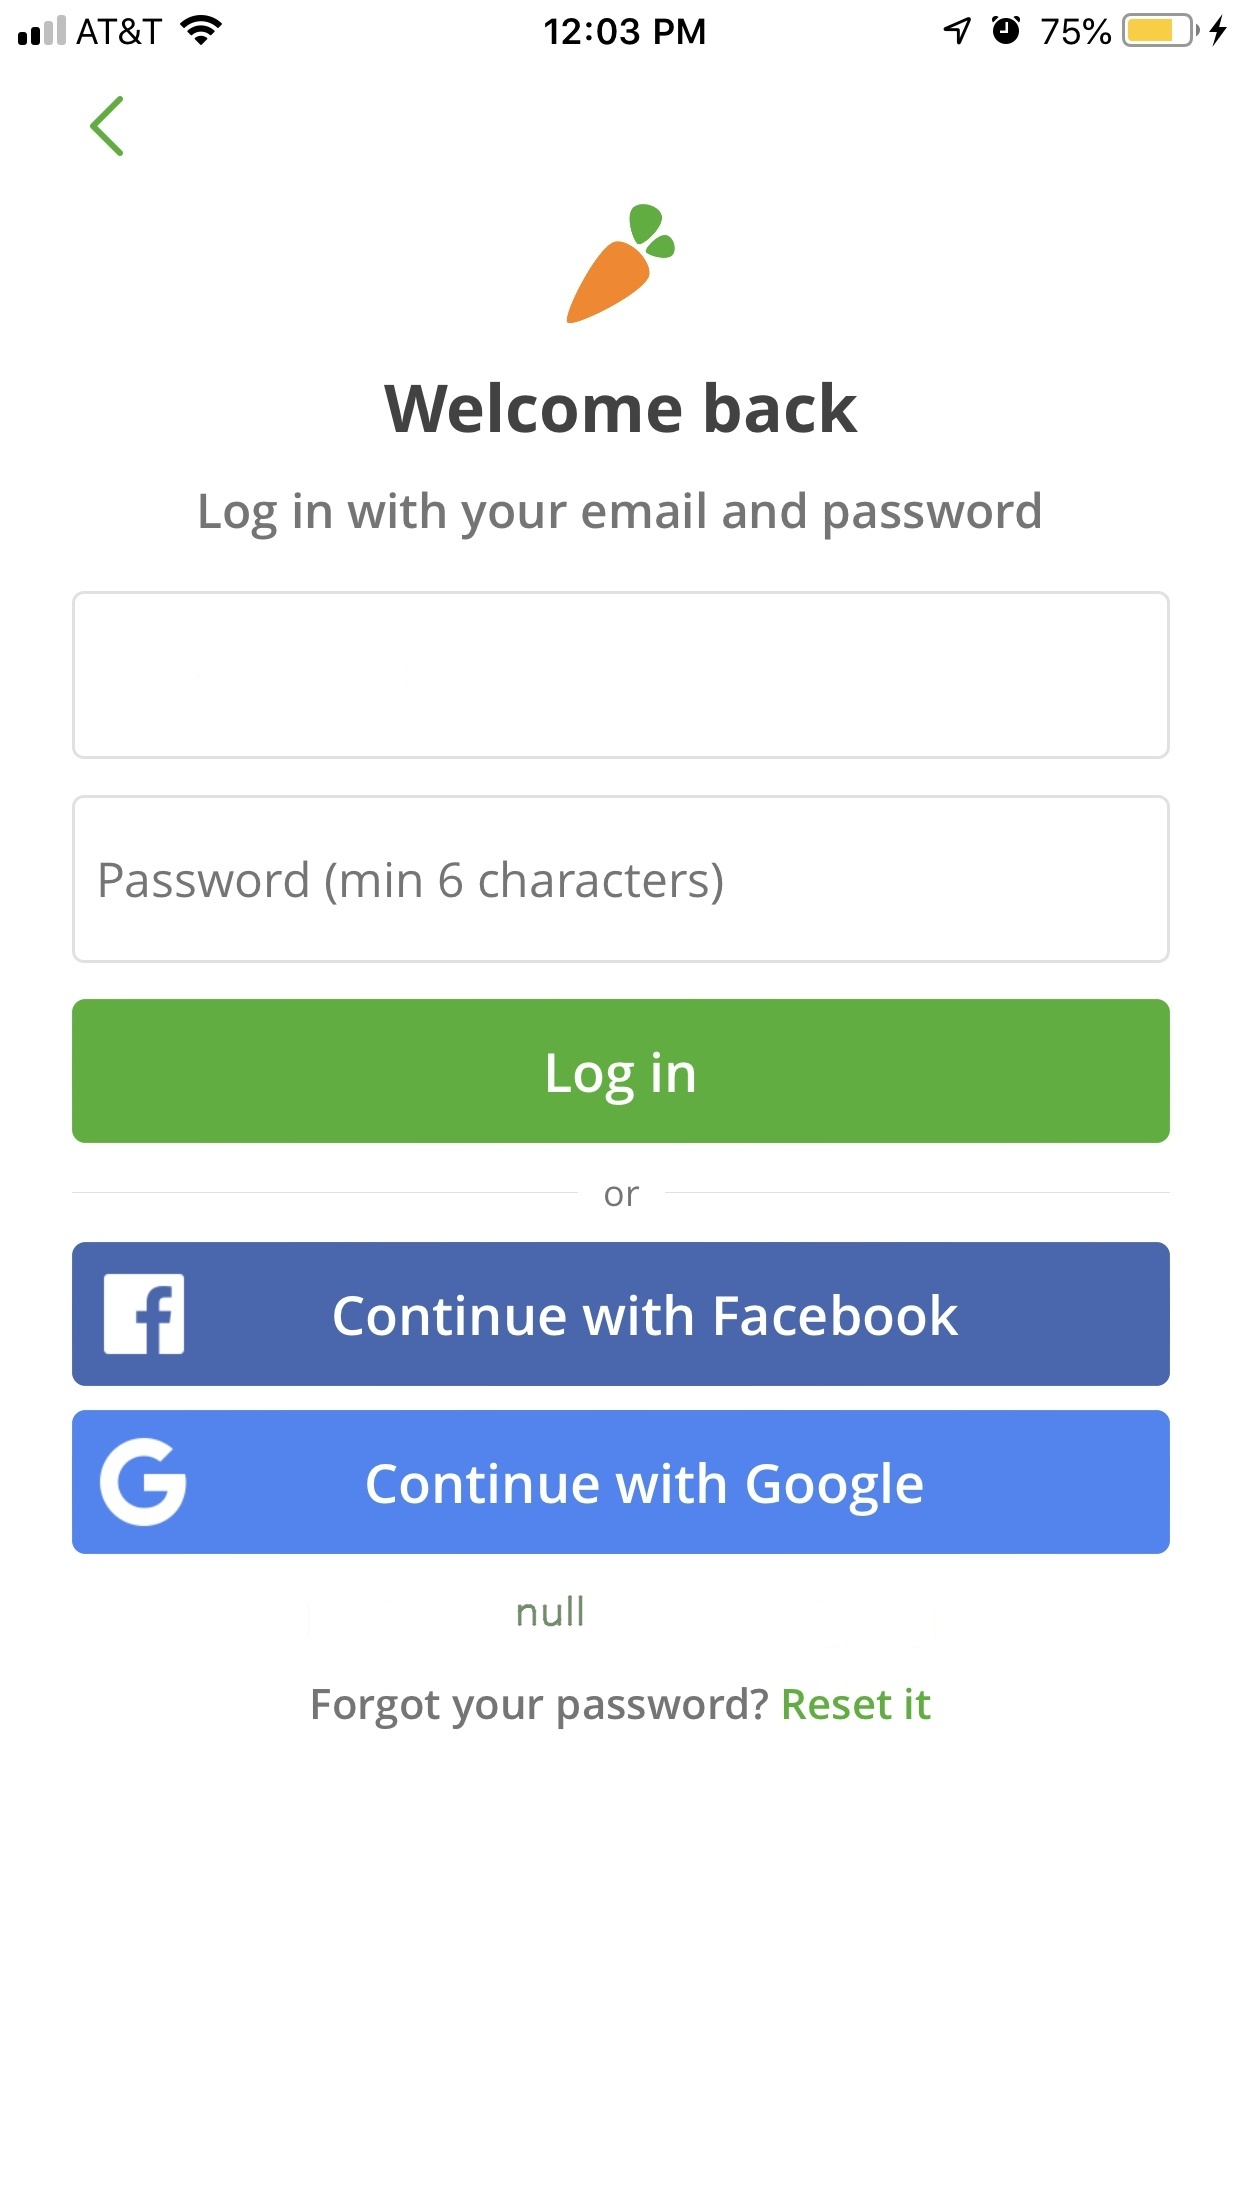 AT&T 12:03 PM 75%
Welcome back
Log in with your email and password
Password (min 6 characters)
Log in
or
Continue with Facebook
Continue with Google
null
Forgot your password? Reset it